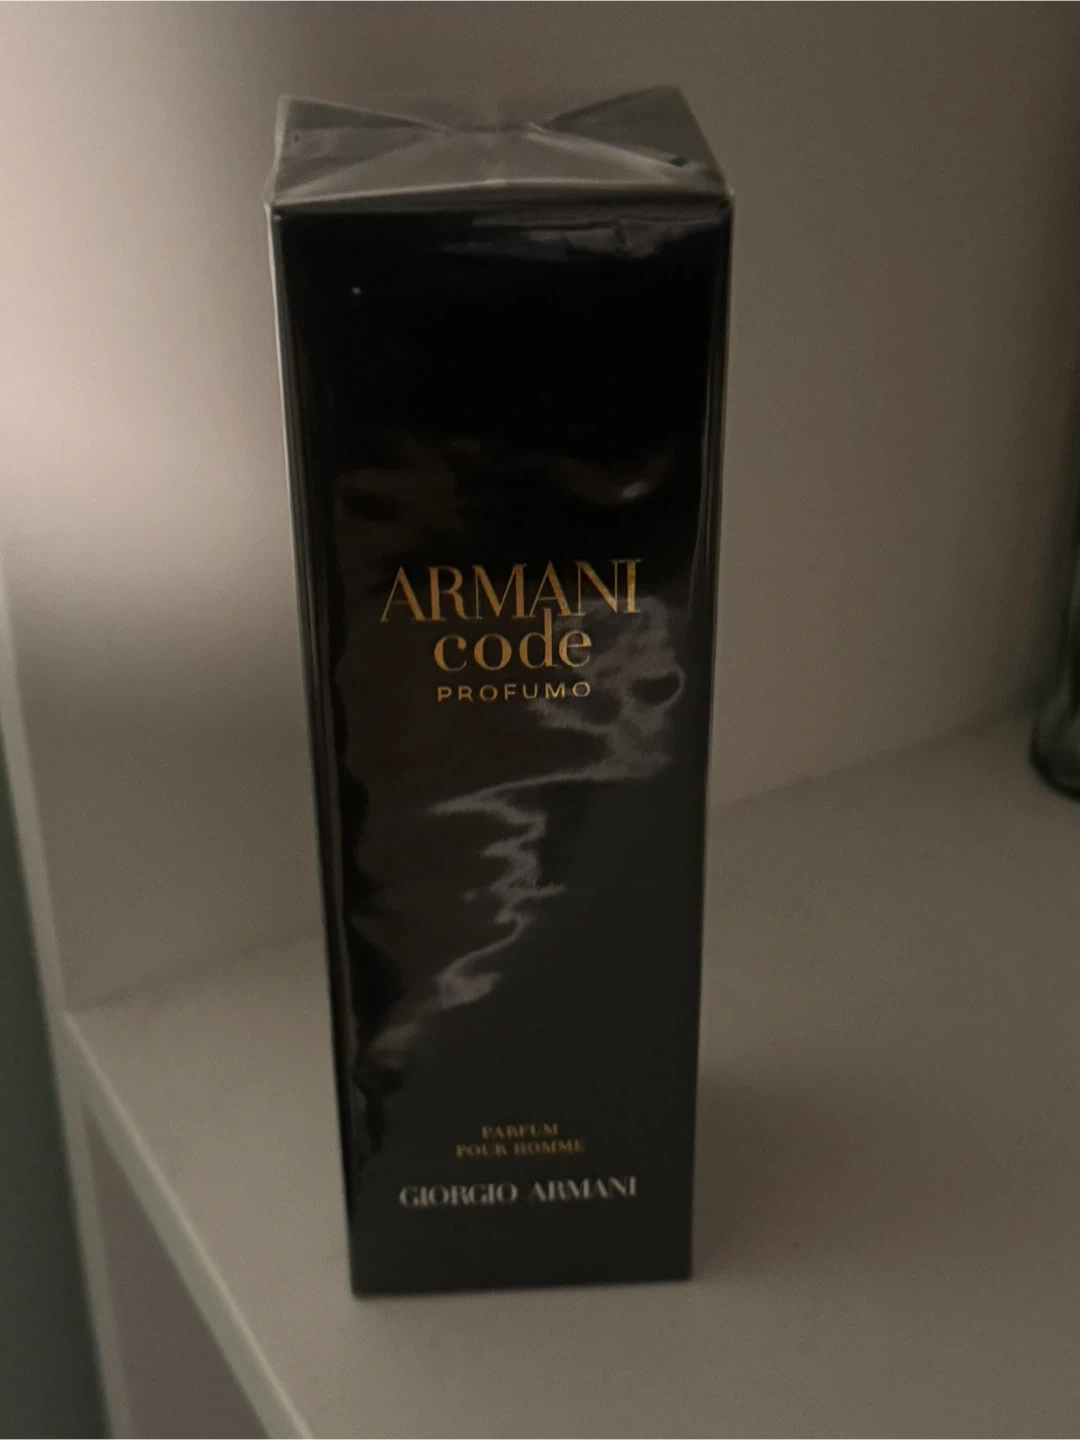 ARMANI
code
PROFUMO
PARFUM
POUR HOMME
GIORGIO ARMANI